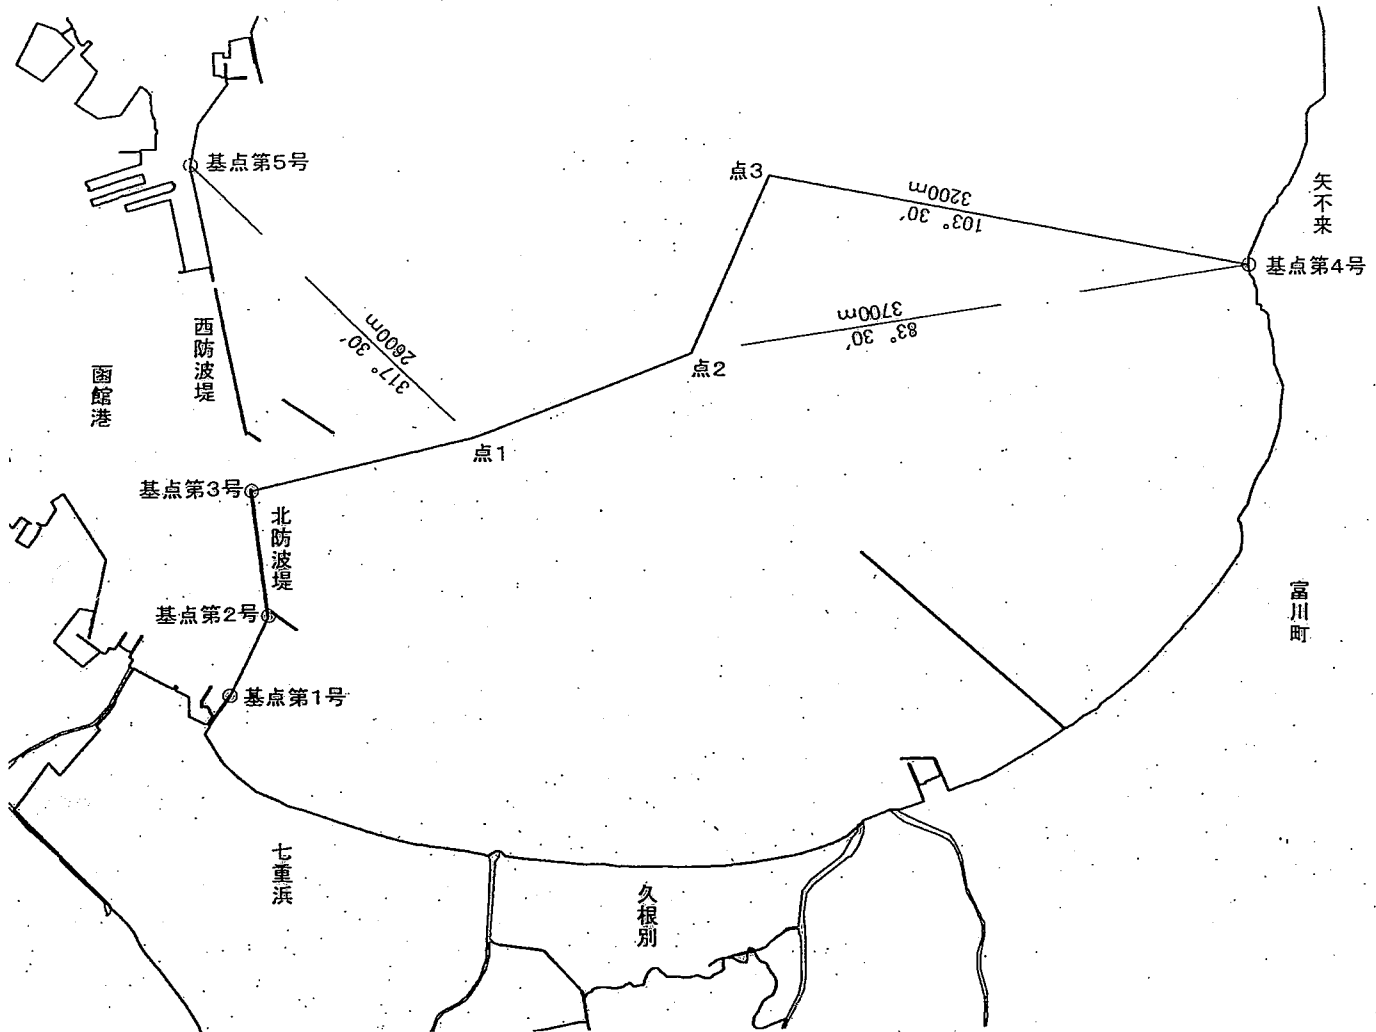 基点第5号
点3
3200m
103° 30′
矢不来
基点第4号
3700m
83° 30′
西防波堤
2600m
317° 30′
函館港
点2
点1
基点第3号
北防波堤
基点第2号
富川町
基点第1号
七重浜
久根別